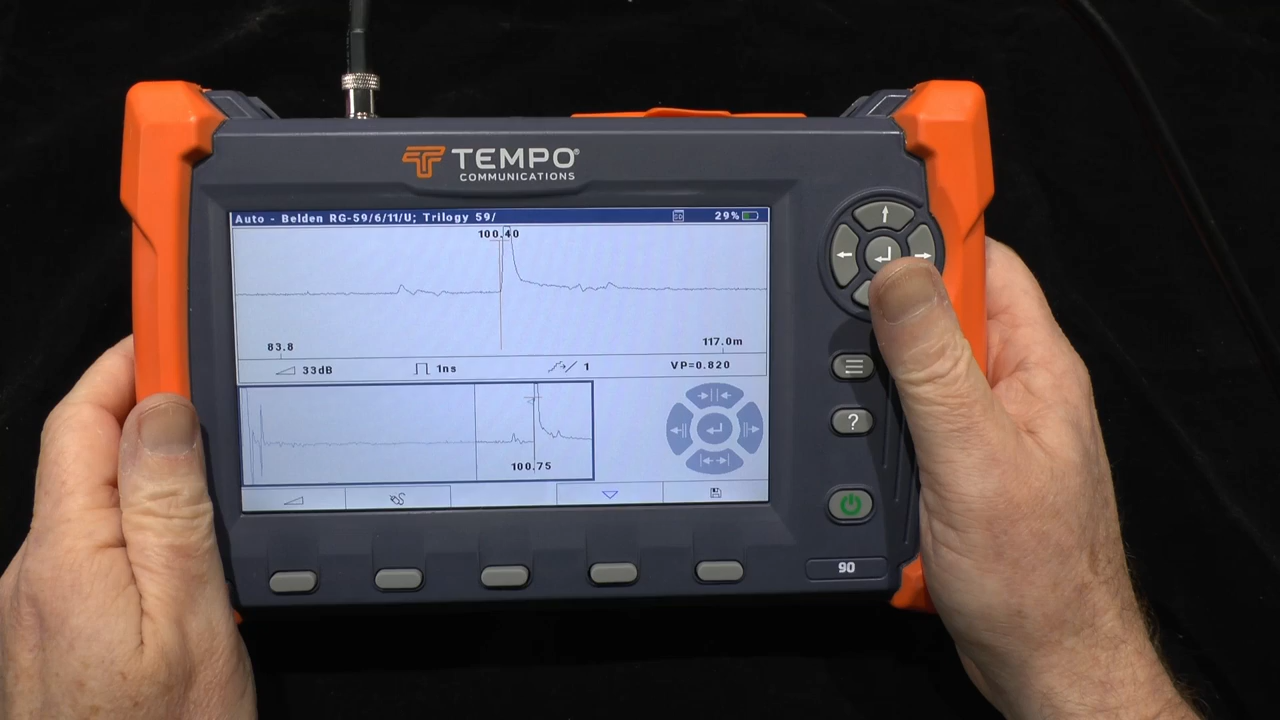 TEMPO®
COMMUNICATIONS
Auto - Belden RG-59/6/11/U; Trilogy 59/
29%
100.40
83.8
117.0m
33dB
1ns
1
VP=0.820
100.75
?
90